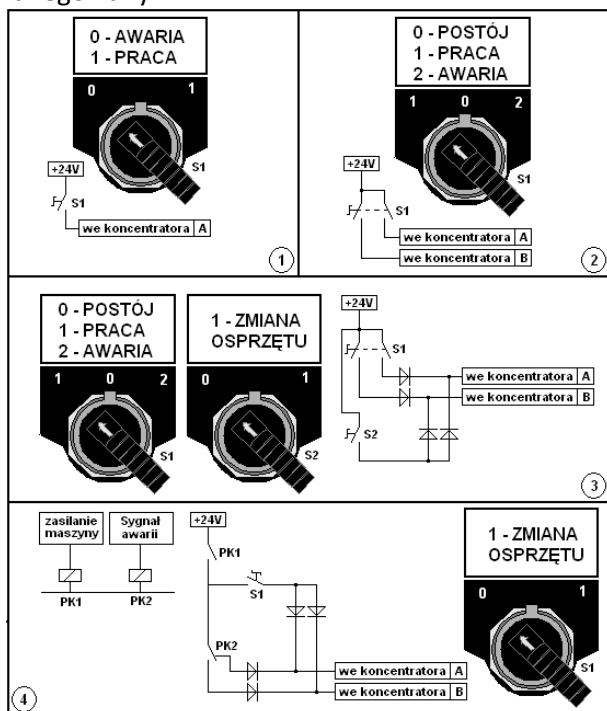 0 - AWARIA
1 - PRACA
0 1
S1
+24V
S1
we koncentratora A
1
0 - POSTÓJ
1 - PRACA
2 - AWARIA
1 0 2
S1
+24V
S1
we koncentratora A
we koncentratora B
2
0 - POSTÓJ
1 - PRACA
2 - AWARIA
1 0 2
S1
1 - ZMIANA
OSPRZĘTU
0 1
S2
+24V
S1
we koncentratora A
we koncentratora B
S2
3
zasilanie
maszyny
Sygnał
awarii
PK1 PK2
+24V
PK1
S1
PK2
we koncentratora A
we koncentratora B
1 - ZMIANA
OSPRZĘTU
0 1
S1
4